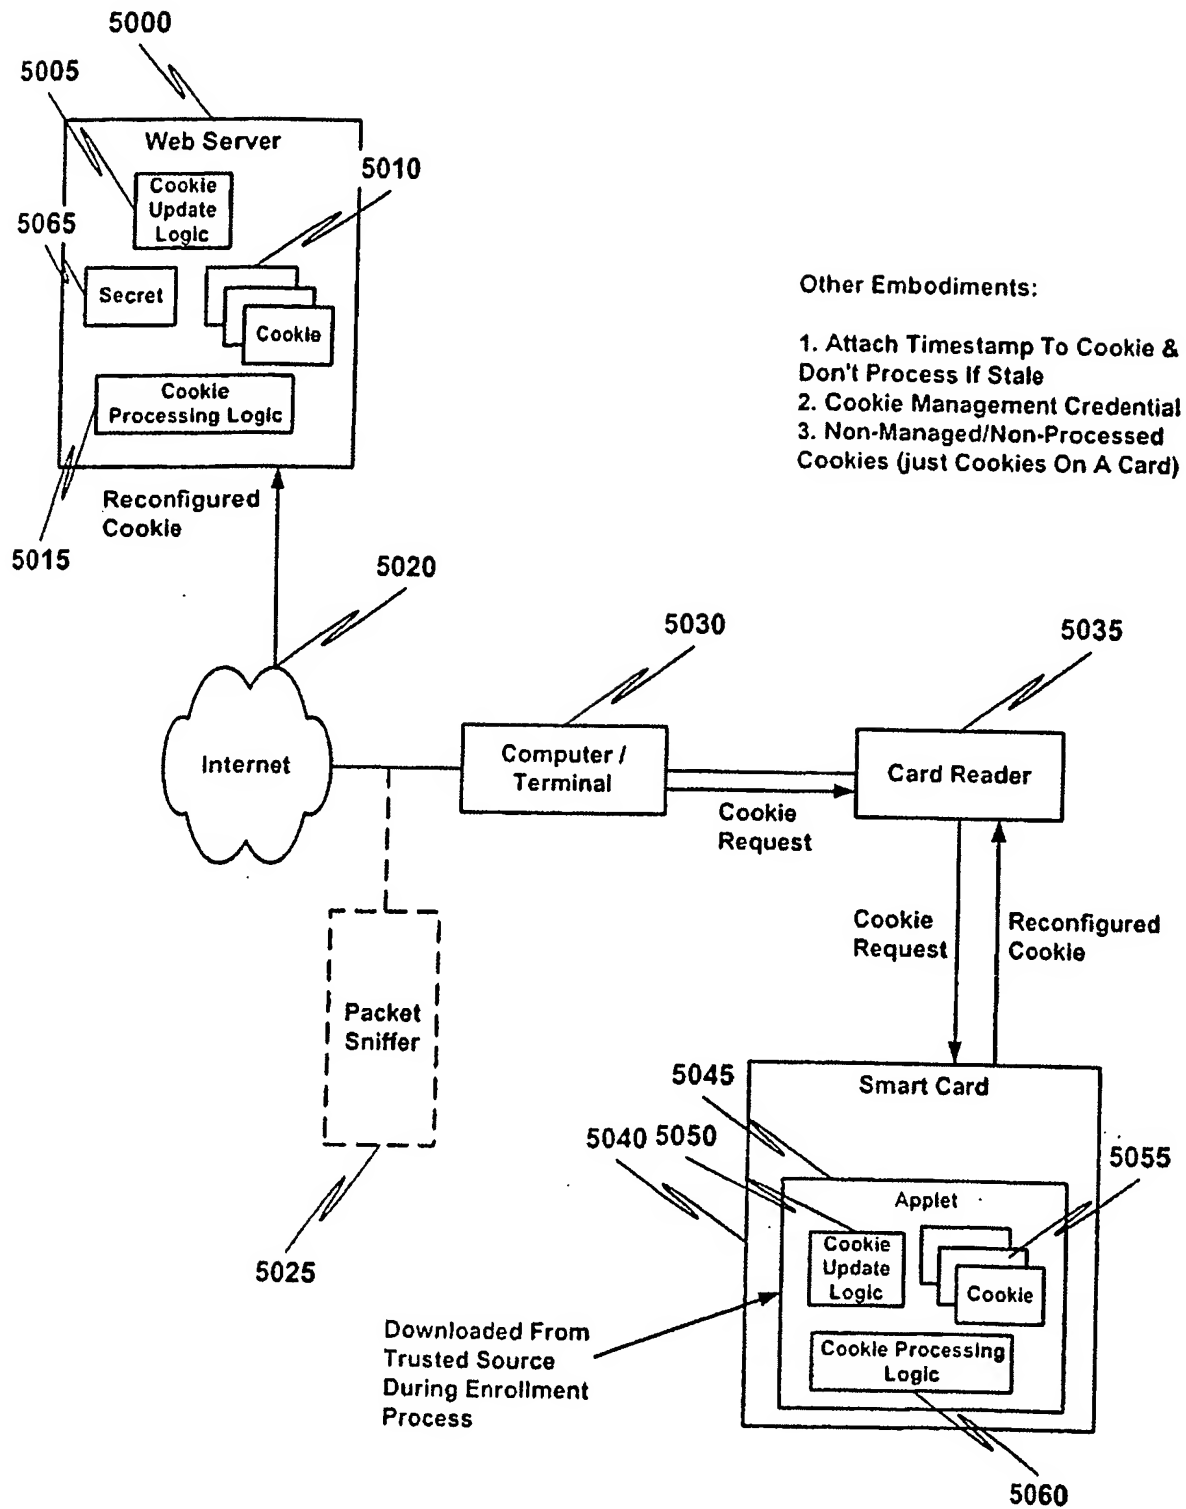 5000
5005
Web Server
5010
Cookie
Update
Logic
5065
Secret
Cookie
Cookie
Processing Logic
Other Embodiments:
1. Attach Timestamp To Cookie &
Don't Process If Stale
2. Cookie Management Credential
3. Non-Managed/Non-Processed
Cookies (just Cookies On A Card)
Reconfigured
Cookie
5015
5020
5030
5035
Internet
Computer /
Terminal
Card Reader
Cookie
Request
Cookie
Request
Reconfigured
Cookie
Packet
Sniffer
5025
5045
Smart Card
5040
5050
5055
Applet
Cookie
Update
Logic
Cookie
Cookie Processing
Logic
Downloaded From
Trusted Source
During Enrollment
Process
5060